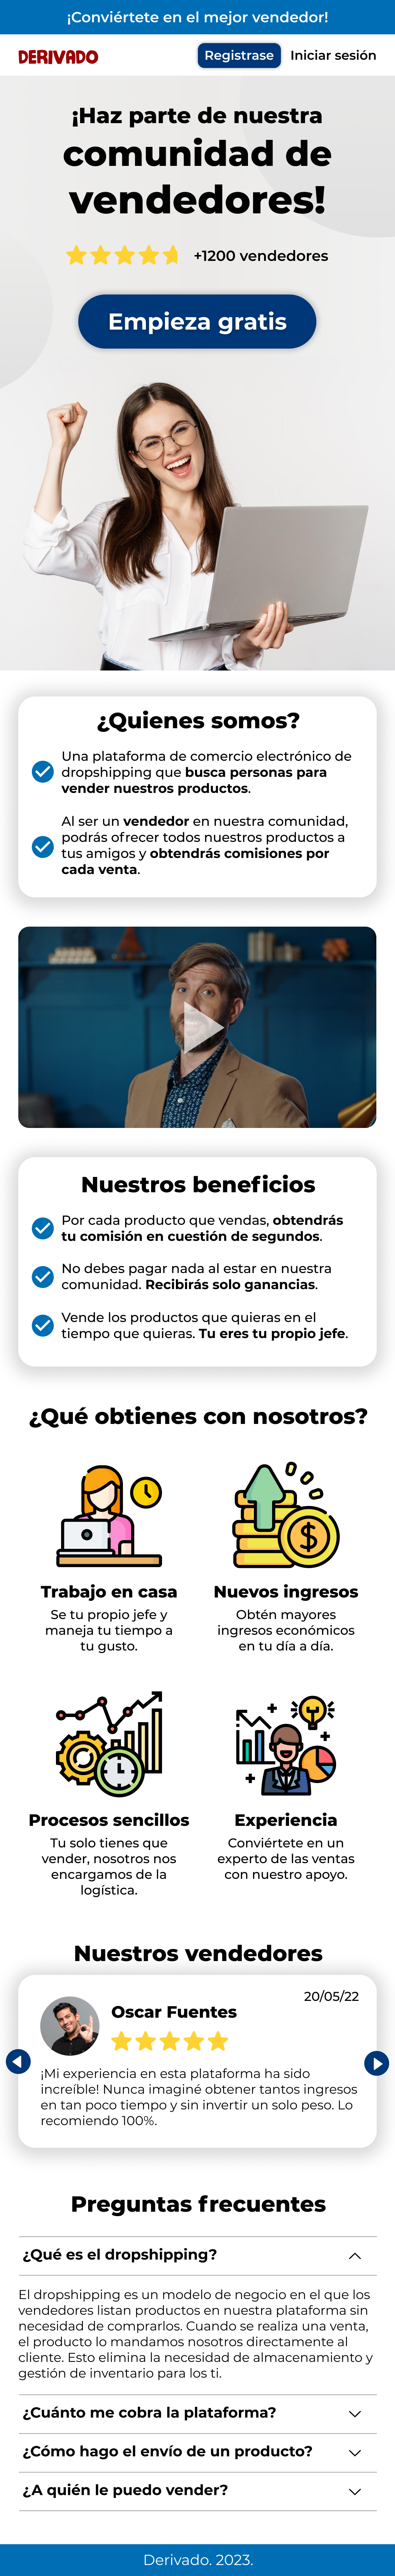 ¡Conviértete en el mejor vendedor!
DERIVADO
Registrase
Iniciar sesión
¡Haz parte de nuestra
comunidad de
vendedores!
+1200 vendedores
Empieza gratis
¿Quienes somos?
Una plataforma de comercio electrónico de
dropshipping que busca personas para
vender nuestros productos.
Al ser un vendedor en nuestra comunidad,
podrás ofrecer todos nuestros productos a
tus amigos y obtendrás comisiones por
cada venta.
Nuestros beneficios
Por cada producto que vendas, obtendrás
tu comisión en cuestión de segundos.
No debes pagar nada al estar en nuestra
comunidad. Recibirás solo ganancias.
Vende los productos que quieras en el
tiempo que quieras. Tu eres tu propio jefe.
¿Qué obtienes con nosotros?
Trabajo en casa
Se tu propio jefe y
maneja tu tiempo a
tu gusto.
Nuevos ingresos
Obtén mayores
ingresos económicos
en tu día a día.
Procesos sencillos
Tu solo tienes que
vender, nosotros nos
encargamos de la
logística.
Experiencia
Conviértete en un
experto de las ventas
con nuestro apoyo.
Nuestros vendedores
20/05/22
Oscar Fuentes
¡Mi experiencia en esta plataforma ha sido
increíble! Nunca imaginé obtener tantos ingresos
en tan poco tiempo y sin invertir un solo peso. Lo
recomiendo 100%.
Preguntas frecuentes
¿Qué es el dropshipping?
El dropshipping es un modelo de negocio en el que los
vendedores listan productos en nuestra plataforma sin
necesidad de comprarlos. Cuando se realiza una venta,
el producto lo mandamos nosotros directamente al
cliente. Esto elimina la necesidad de almacenamiento y
gestión de inventario para los ti.
¿Cuánto me cobra la plataforma?
¿Cómo hago el envío de un producto?
¿A quién le puedo vender?
Derivado. 2023.